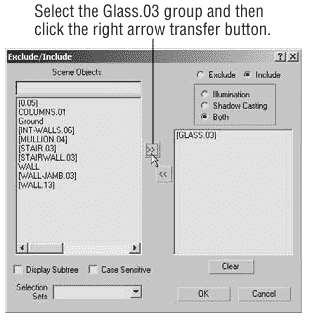 Select the Glass.03 group and then
click the right arrow transfer button.
Exclude/Include
? X
Scene Objects
Exclude
Include
Illumination
Shadow Casting
Both
[0.05]
COLUMNS.01
Ground
[INT-WALLS.06]
[MULLION.04]
[STAIR.03]
[STAIRWALL.03]
WALL
[WALL-JAMB.03]
[WALL.13]
>>
<<
[GLASS.03]
Display Subtree
Case Sensitive
Clear
Selection
Sets
OK
Cancel